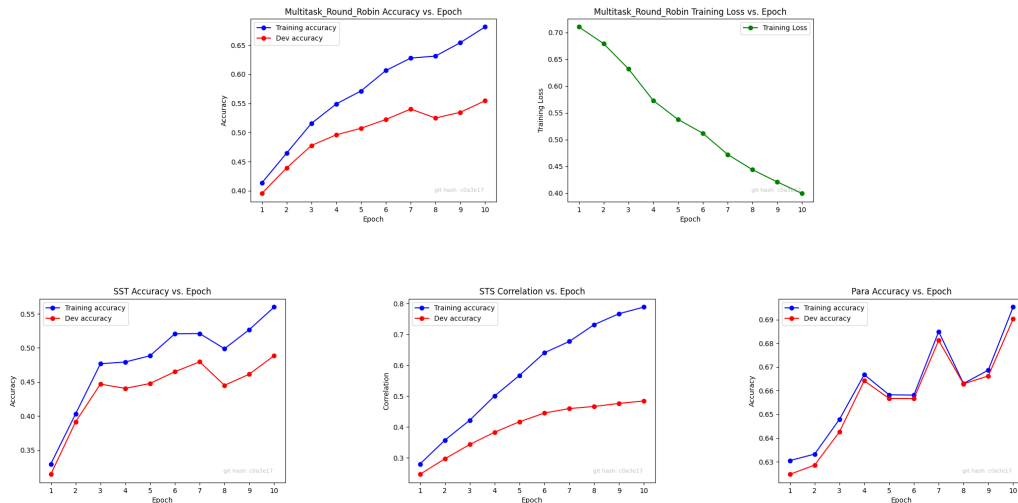 Multitask_Round_Robin Accuracy vs. Epoch
Training accuracy
Dev accuracy
0.65
0.60
0.55
0.50
0.45
0.40
Accuracy
git hash: c0a3e17
1 2 3 4 5 6 7 8 9 10
Epoch
Multitask_Round_Robin Training Loss vs. Epoch
Training Loss
0.70
0.65
0.60
0.55
0.50
0.45
0.40
Training Loss
git hash: c0a3e17
1 2 3 4 5 6 7 8 9 10
Epoch
SST Accuracy vs. Epoch
Training accuracy
Dev accuracy
0.55
0.50
0.45
0.40
0.35
Accuracy
git hash: c0a3e17
1 2 3 4 5 6 7 8 9 10
Epoch
STS Correlation vs. Epoch
Training accuracy
Dev accuracy
0.8
0.7
0.6
0.5
0.4
0.3
Correlation
git hash: c0a3e17
1 2 3 4 5 6 7 8 9 10
Epoch
Para Accuracy vs. Epoch
Training accuracy
Dev accuracy
0.69
0.68
0.67
0.66
0.65
0.64
0.63
Accuracy
git hash: c0a3e17
1 2 3 4 5 6 7 8 9 10
Epoch